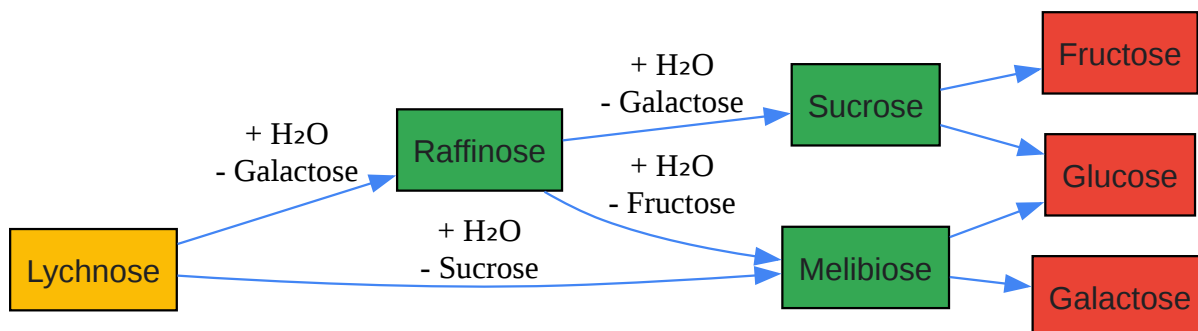 Fructose
+ H₂O
- Galactose
Sucrose
+ H₂O
- Galactose
Raffinose
+ H₂O
- Fructose
Glucose
+ H₂O
- Sucrose
Lychnose
Melibiose
Galactose